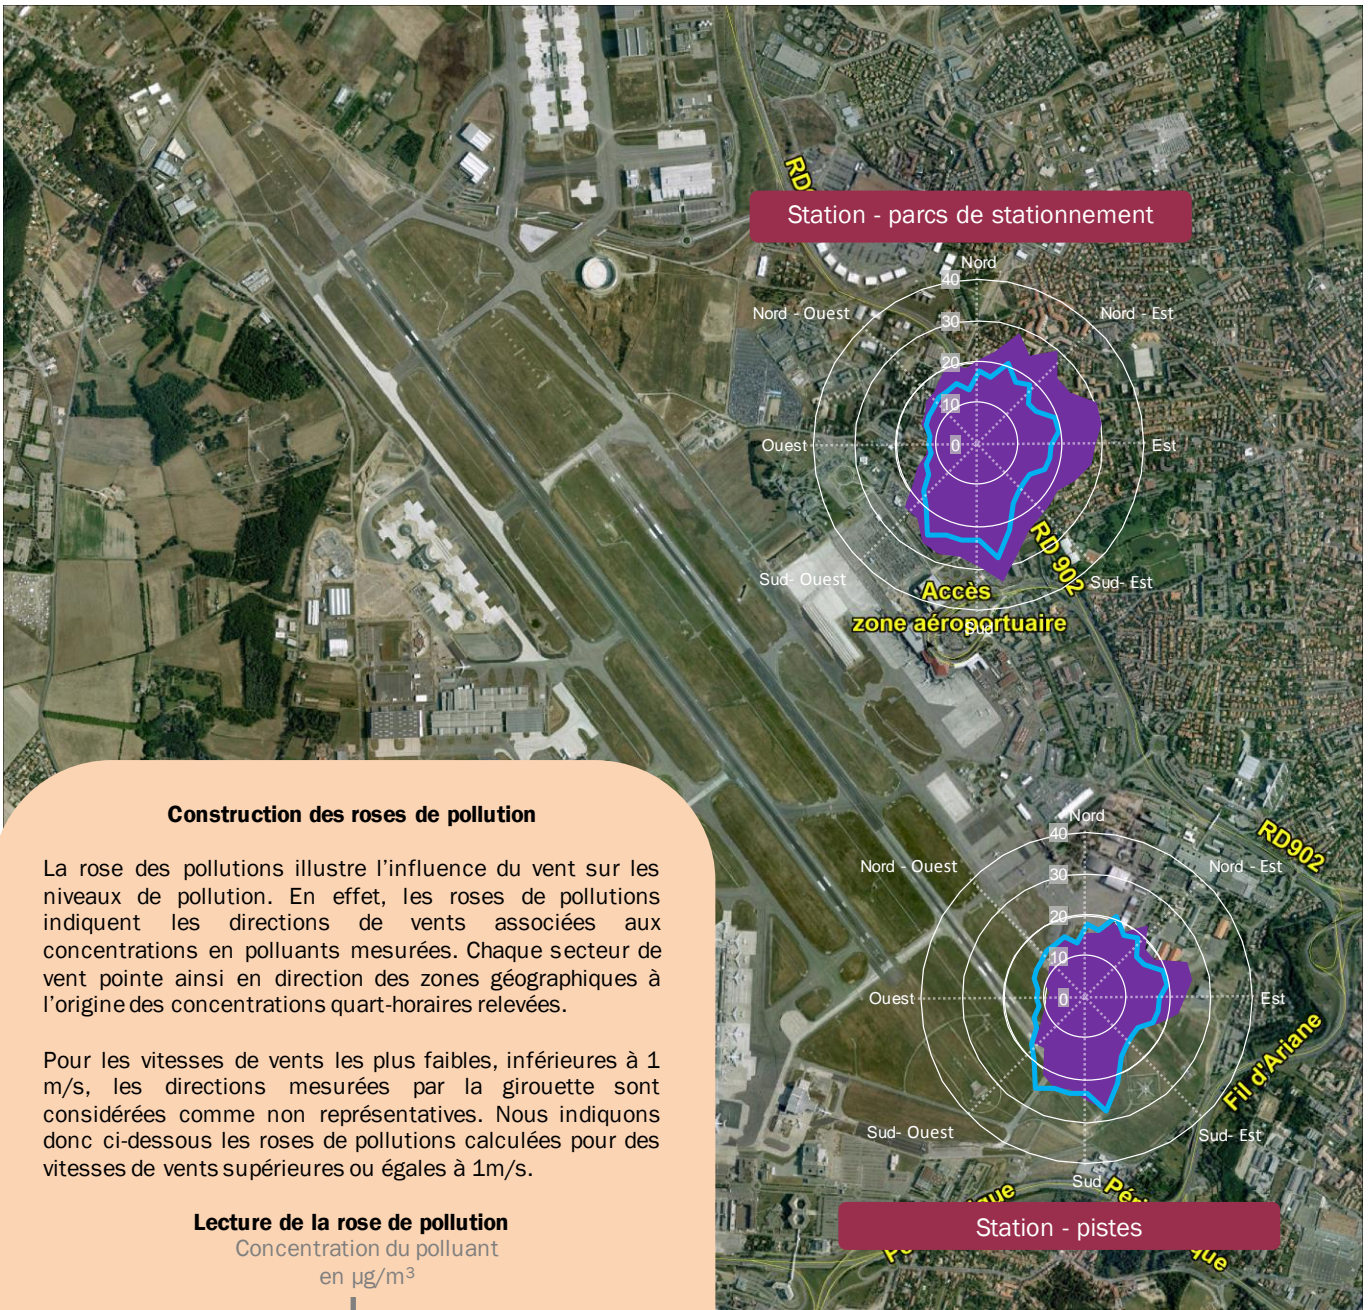 RD
Station - parcs de stationnement
Nord
40
Nord - Ouest
Nord - Est
30
20
10
Ouest
0
Est
RD 902
Sud- Ouest
Sud- Est
Accès
zone aéroportuaire
Sud
Construction des roses de pollution
La rose des pollutions illustre l'influence du vent sur les
niveaux de pollution. En effet, les roses de pollutions
indiquent les directions de vents associées aux
concentrations en polluants mesurées. Chaque secteur de
vent pointe ainsi en direction des zones géographiques à
l'origine des concentrations quart-horaires relevées.
Pour les vitesses de vents les plus faibles, inférieures à 1
m/s, les directions mesurées par la girouette sont
considérées comme non représentatives. Nous indiquons
donc ci-dessous les roses de pollutions calculées pour des
vitesses de vents supérieures ou égales à 1m/s.
Lecture de la rose de pollution
Concentration du polluant
en µg/m³
Nord
40
RD902
Nord - Ouest
Nord - Est
30
20
10
Ouest
0
Est
Fil d'Ariane
Sud- Ouest
Sud- Est
Sud
Station - pistes